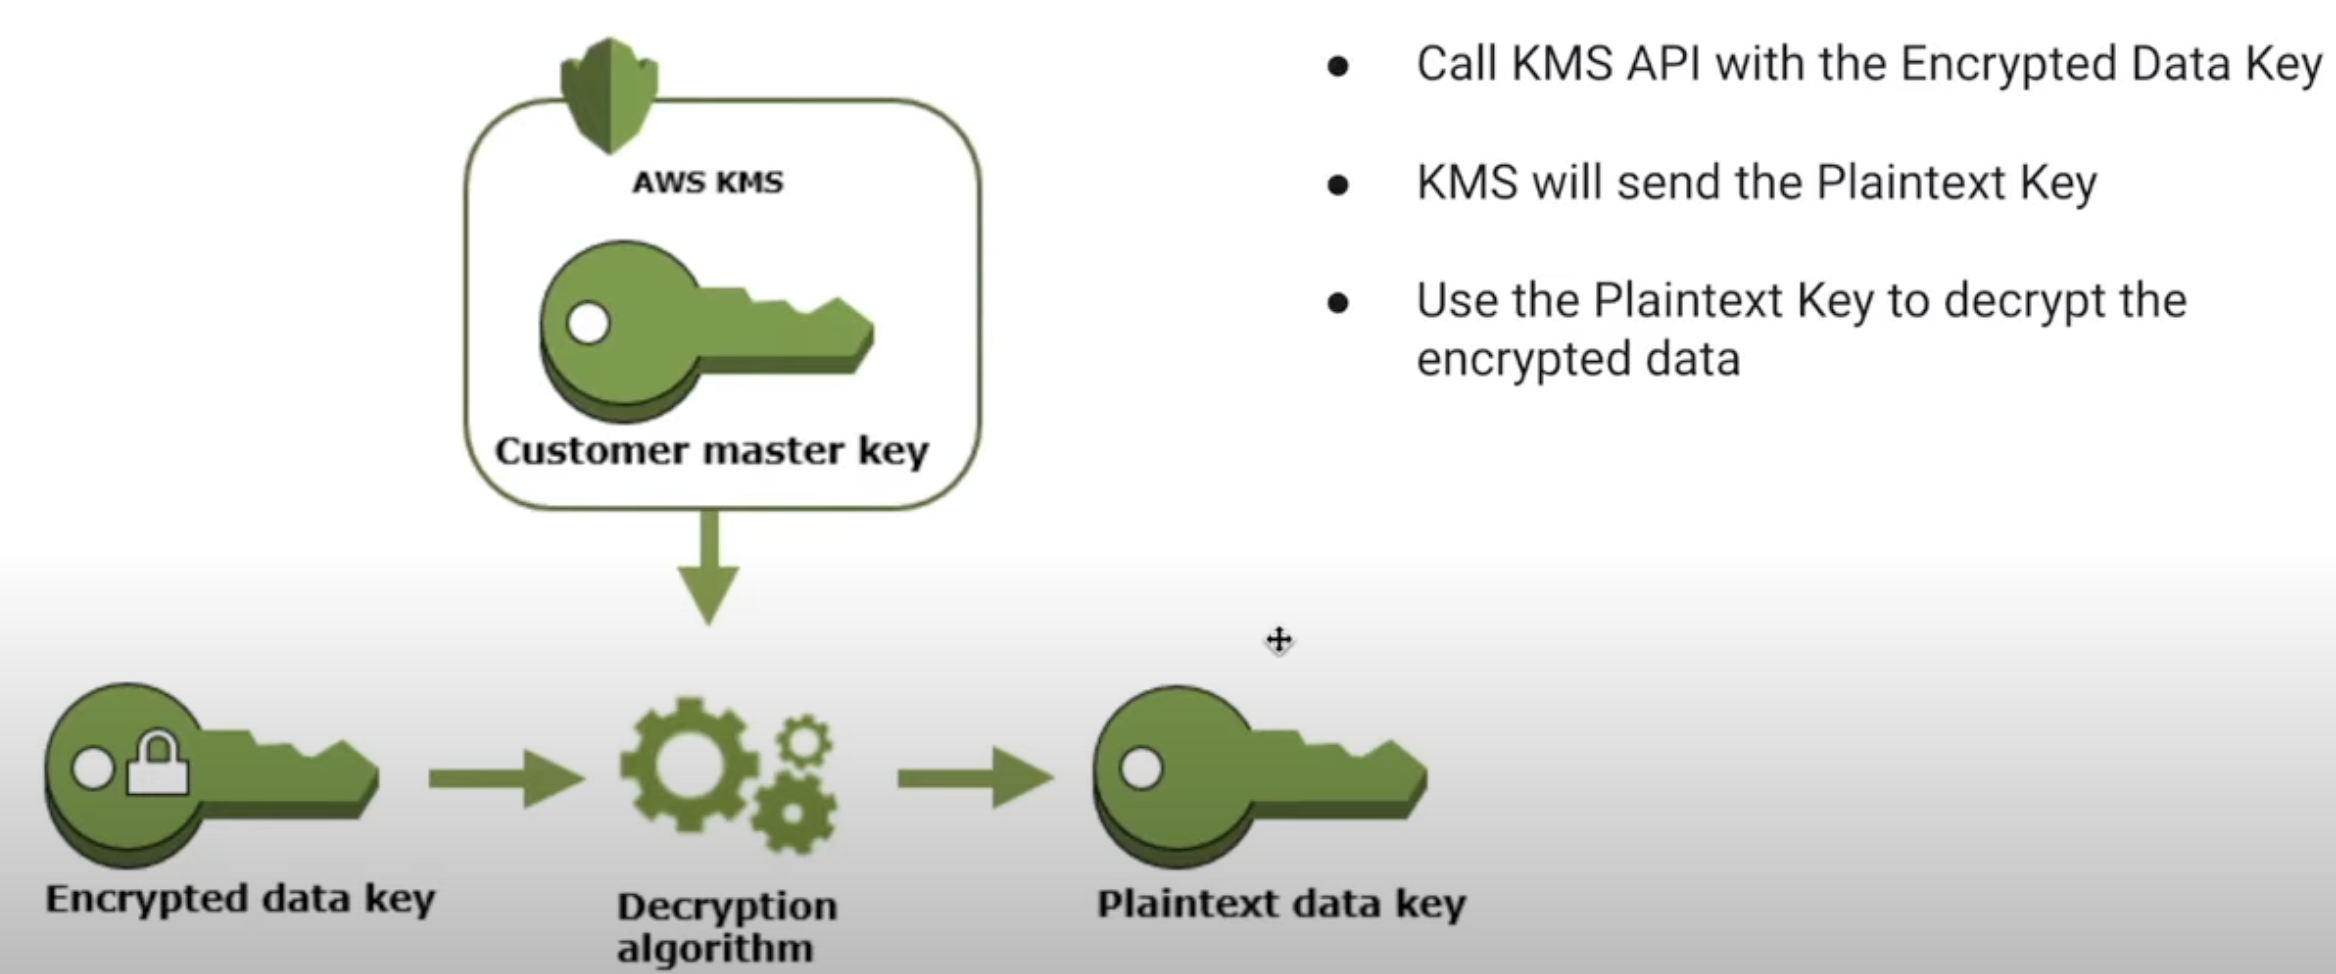 Call KMS API with the Encrypted Data Key
KMS will send the Plaintext Key
Use the Plaintext Key to decrypt the
encrypted data
AWS KMS
Customer master key
Encrypted data key
Decryption
algorithm
Plaintext data key